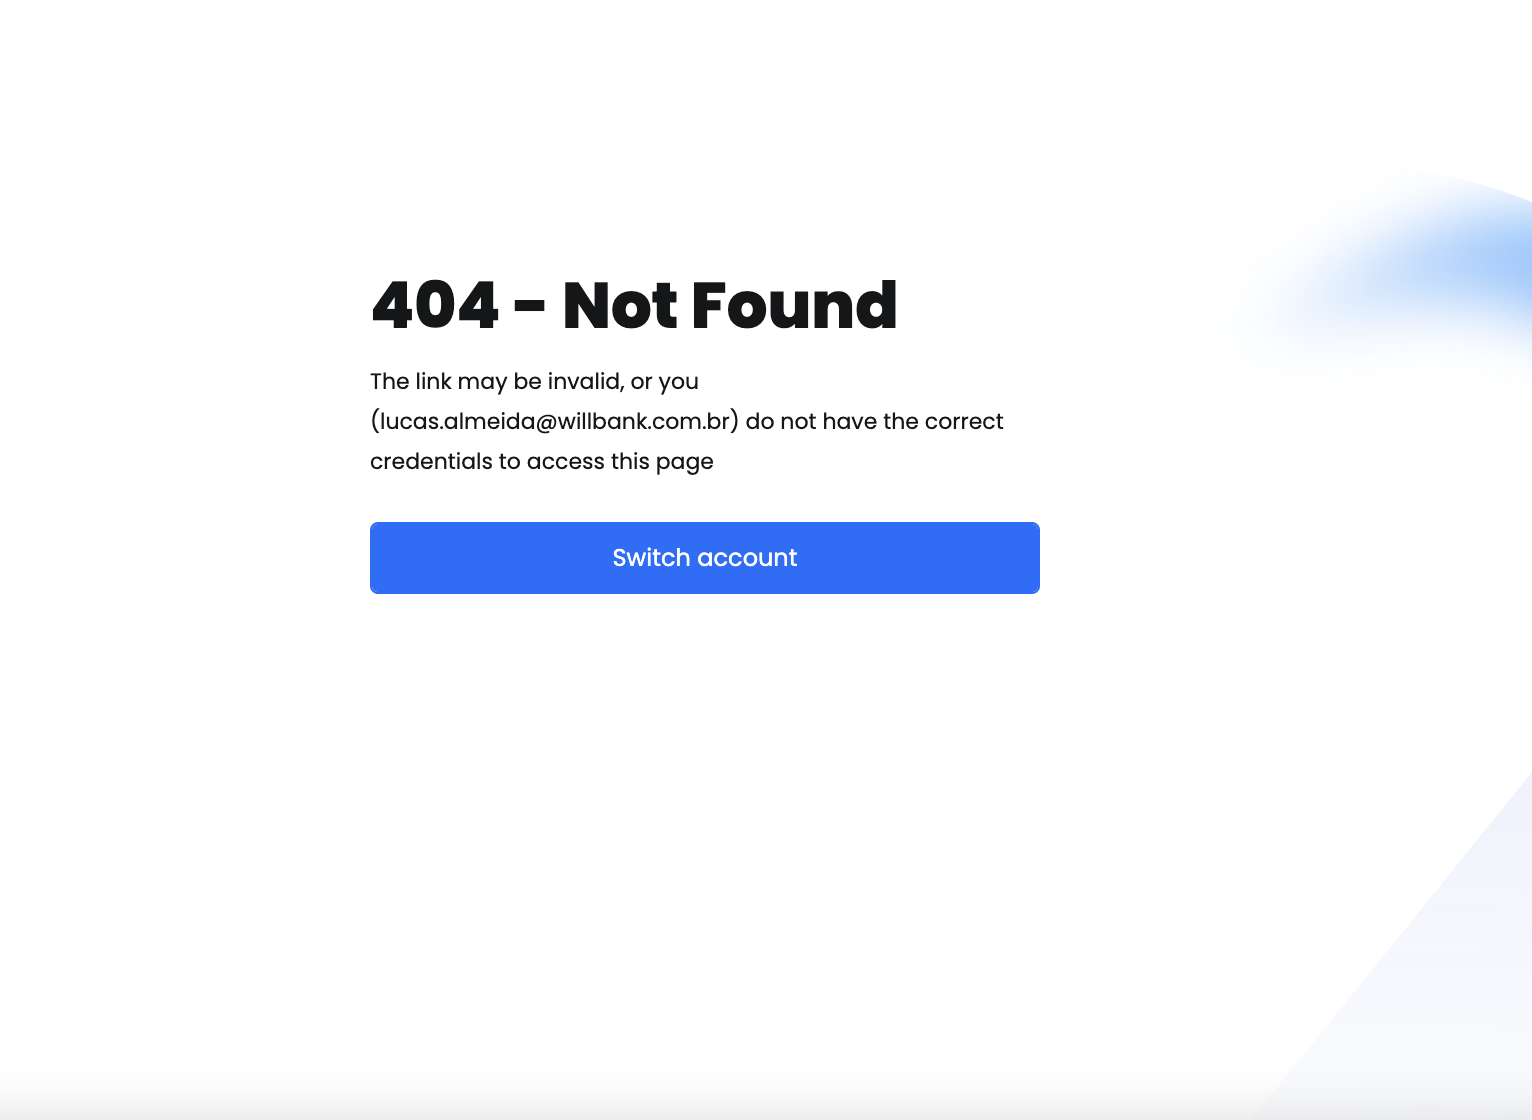 404 – Not Found
The link may be invalid, or you
(lucas.almeida@willbank.com.br) do not have the correct
credentials to access this page
Switch account